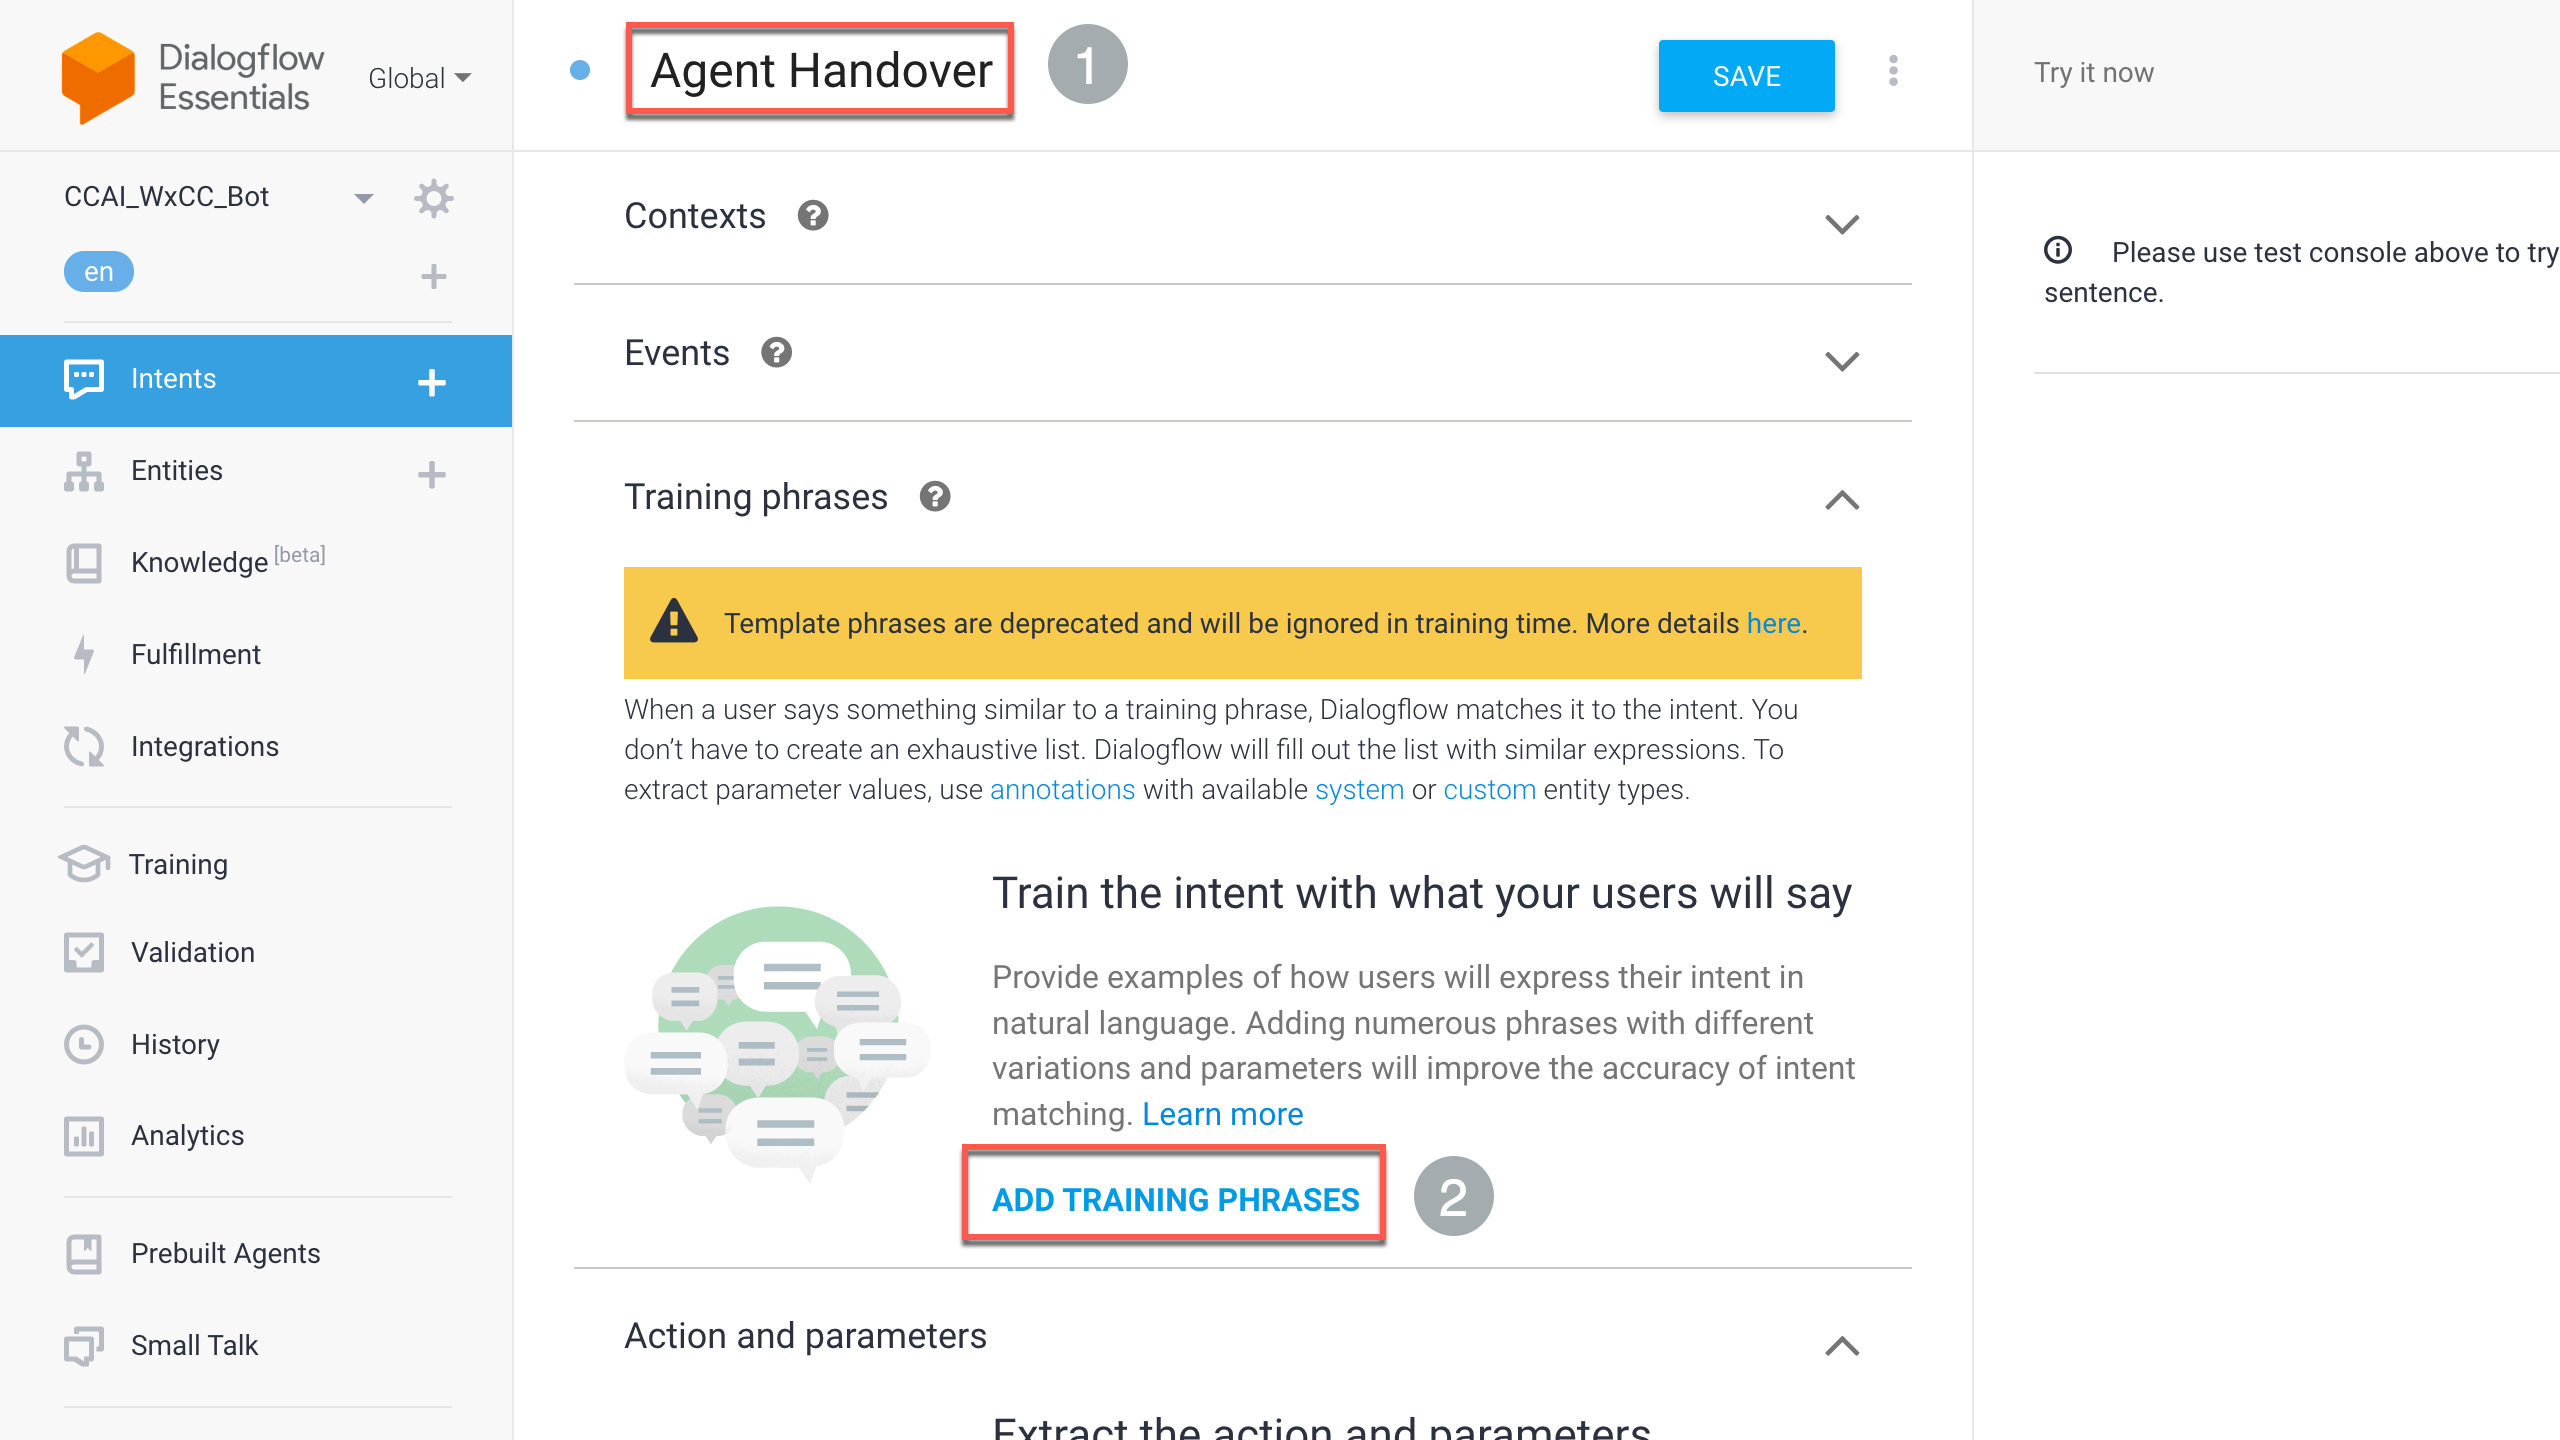 Dialogflow
Essentials
Global
CCAI_WxCC_Bot
en
Intents
Entities
Knowledge [beta]
Fulfillment
Integrations
Training
Validation
History
Analytics
Prebuilt Agents
Small Talk
Agent Handover
1
SAVE
Contexts
Events
Training phrases
Template phrases are deprecated and will be ignored in training time. More details here.
When a user says something similar to a training phrase, Dialogflow matches it to the intent. You
don’t have to create an exhaustive list. Dialogflow will fill out the list with similar expressions. To
extract parameter values, use annotations with available system or custom entity types.
Train the intent with what your users will say
Provide examples of how users will express their intent in
natural language. Adding numerous phrases with different
variations and parameters will improve the accuracy of intent
matching. Learn more
ADD TRAINING PHRASES
2
Action and parameters
Extract the action and parameters
Try it now
Please use test console above to try
sentence.